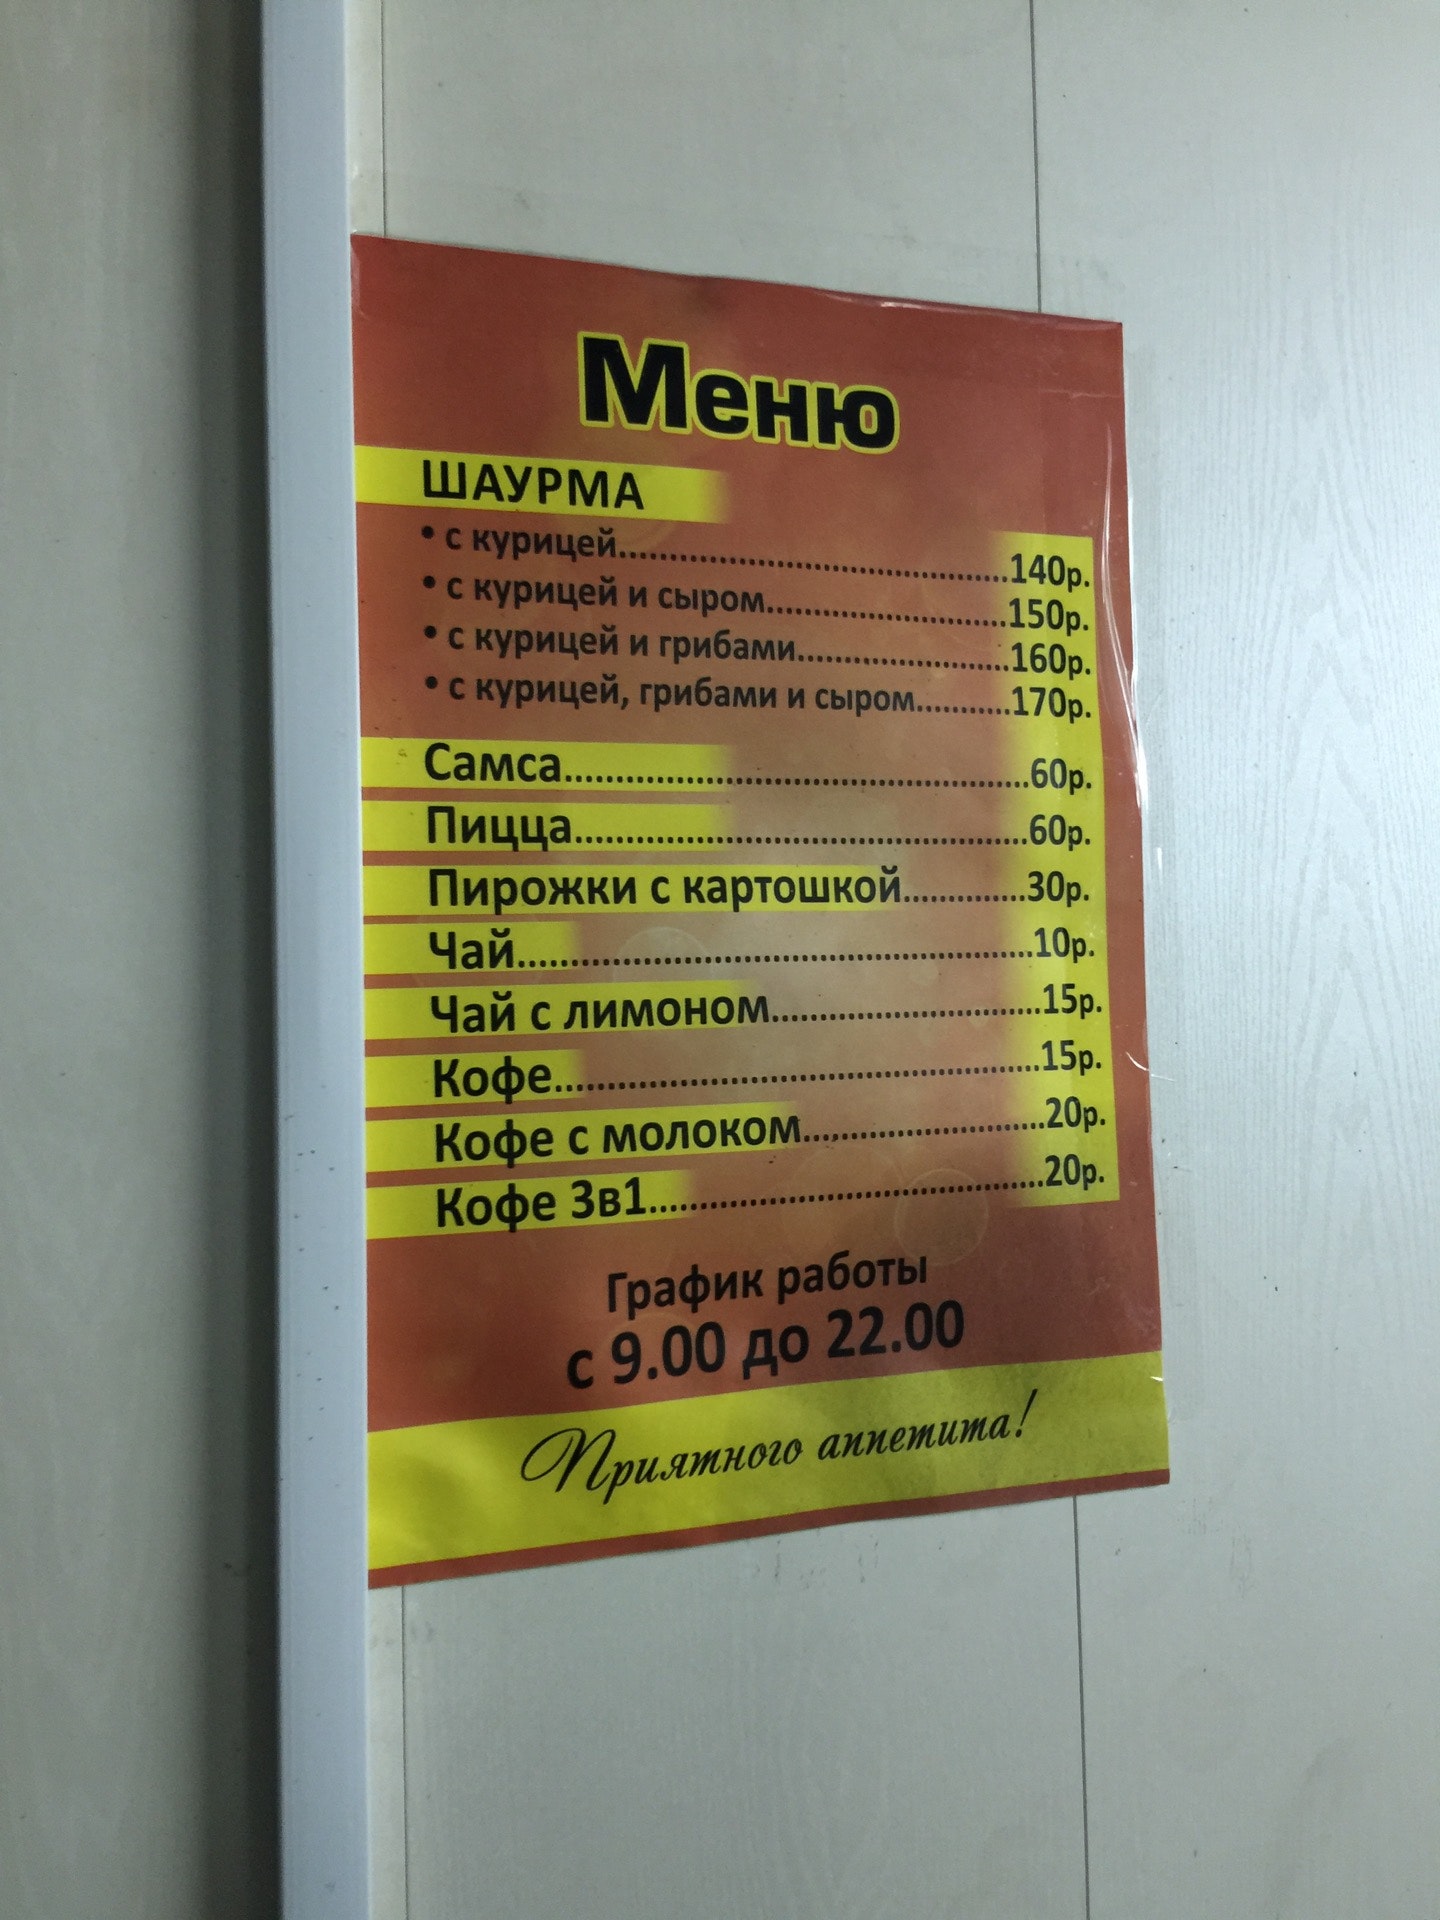 Меню
ШАУРМА
• с курицей.......................................140р.
• с курицей и сыром........................150р.
• с курицей и грибами.....................160р.
• с курицей, грибами и сыром...........170р.
Самса.............................................60р.
Пицца............................................60р.
Пирожки с картошкой.............30р.
Чай..................................................10р.
Чай с лимоном...........................15р.
Кофе...............................................15р.
Кофе с молоком........................20р.
Кофе 3в1.......................................20р.
График работы
с 9.00 до 22.00
Приятного аппетита!